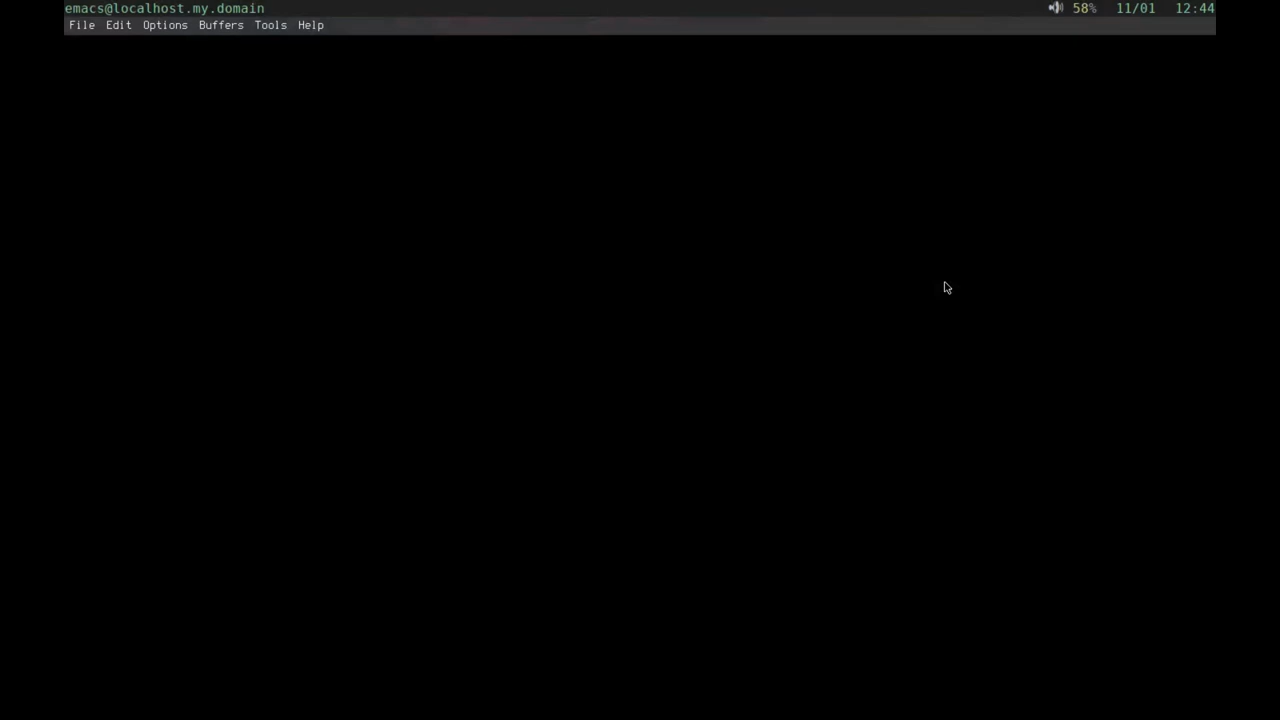 emacs@localhost.my.domain 58% 11/01 12:44
File Edit Options Buffers Tools Help